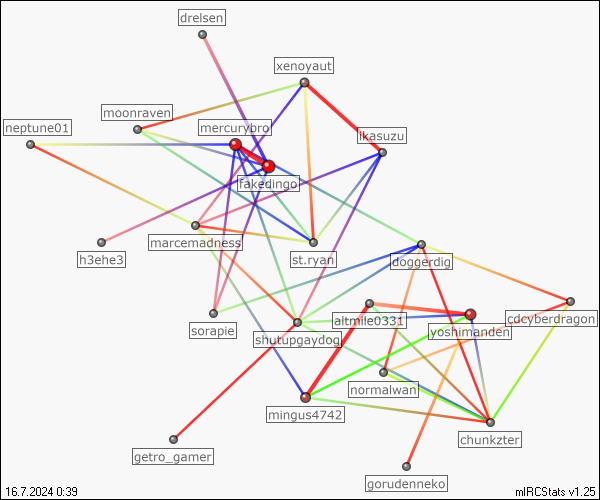 drelsen
xenoyaut
moonraven
neptune01
mercurybro
ikasuzu
fakedingo
marcemadness
h3ehe3
st.ryan
doggerdig
sorapie
altmile0331
cdcyberdragon
yoshimanden
shutupgaydog
normalwan
mingus4742
chunkzter
getro_gamer
gorudenneko
16.7.2024 0:39
mIRCStats v1.25